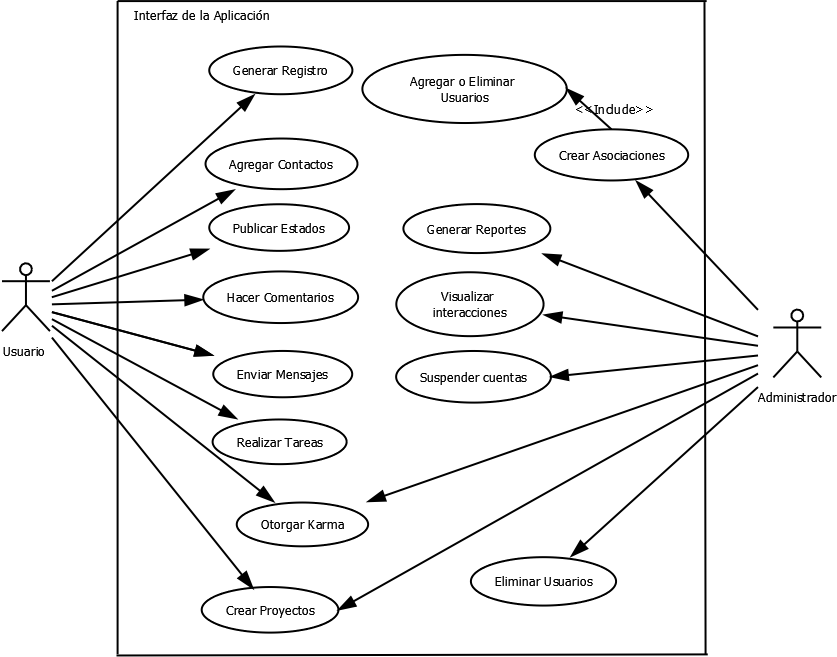 Interfaz de la Aplicación
Generar Registro
Agregar o Eliminar
Usuarios
<<Include>>
Crear Asociaciones
Agregar Contactos
Publicar Estados
Generar Reportes
Hacer Comentarios
Visualizar
interacciones
Usuario
Enviar Mensajes
Suspender cuentas
Administrador
Realizar Tareas
Otorgar Karma
Eliminar Usuarios
Crear Proyectos